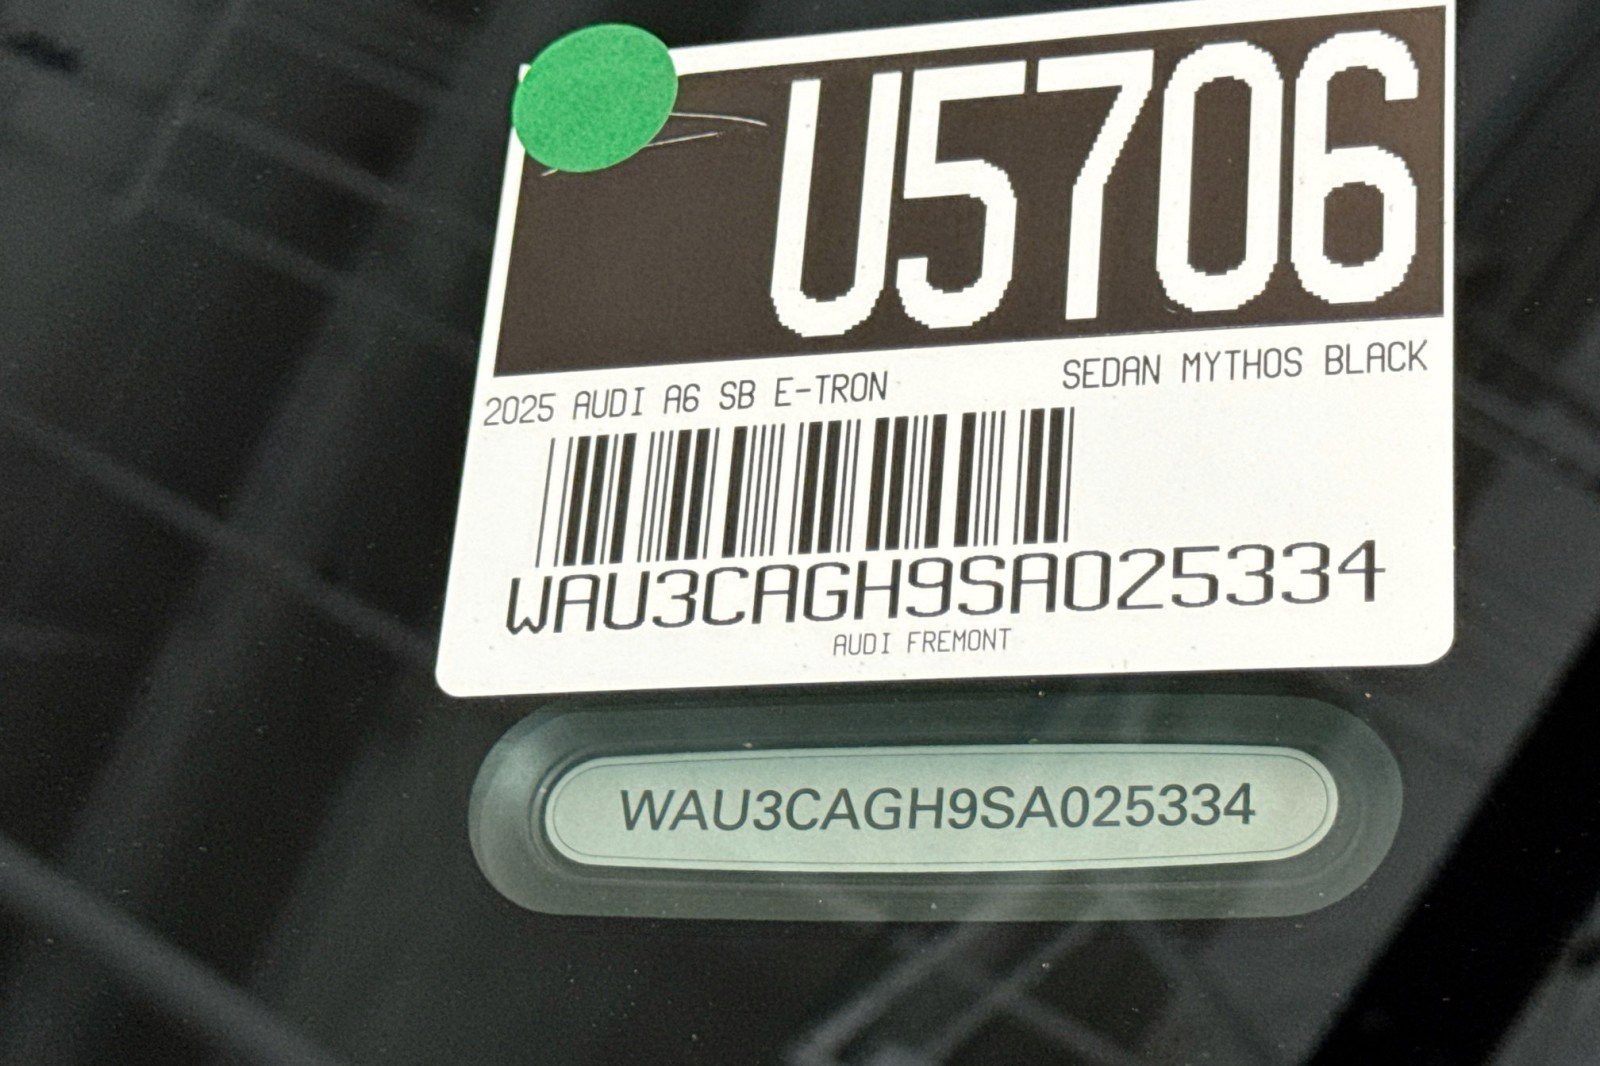 U5706
2025 AUDI A6 SB E-TRON SEDAN MYTHOS BLACK
WAU3CAGH9SA025334
AUDI FREMONT
WAU3CAGH9SA025334